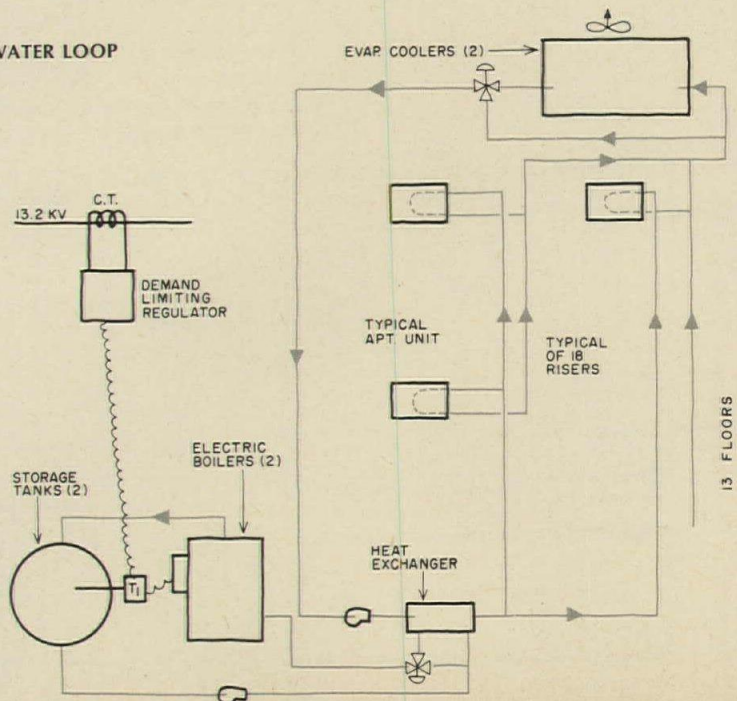 WATER LOOP
EVAP. COOLERS (2)
C.T.
13.2 KV
DEMAND
LIMITING
REGULATOR
TYPICAL
APT. UNIT
TYPICAL
OF 18
RISERS
13 FLOORS
ELECTRIC
BOILERS (2)
STORAGE
TANKS (2)
HEAT
EXCHANGER
T1